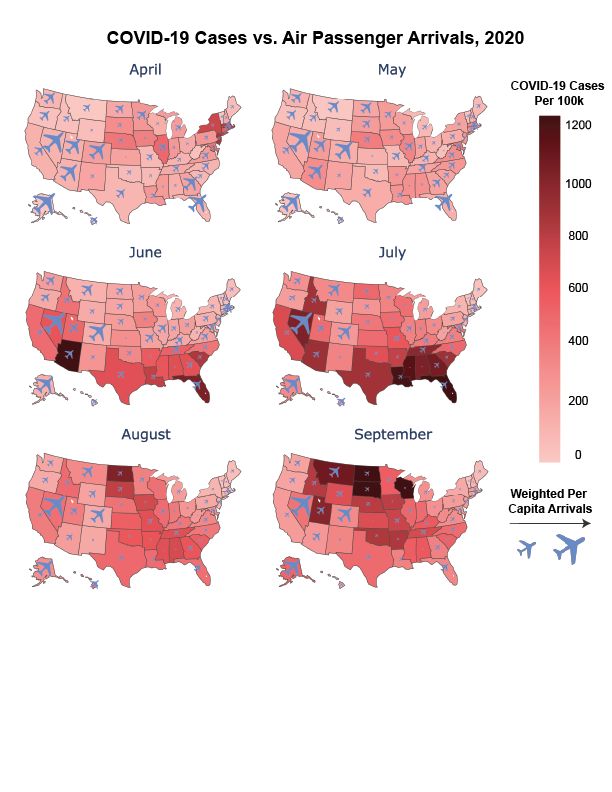 COVID-19 Cases vs. Air Passenger Arrivals, 2020
April
May
COVID-19 Cases
Per 100k
1200
1000
800
600
400
200
0
June
July
August
September
Weighted Per
Capita Arrivals